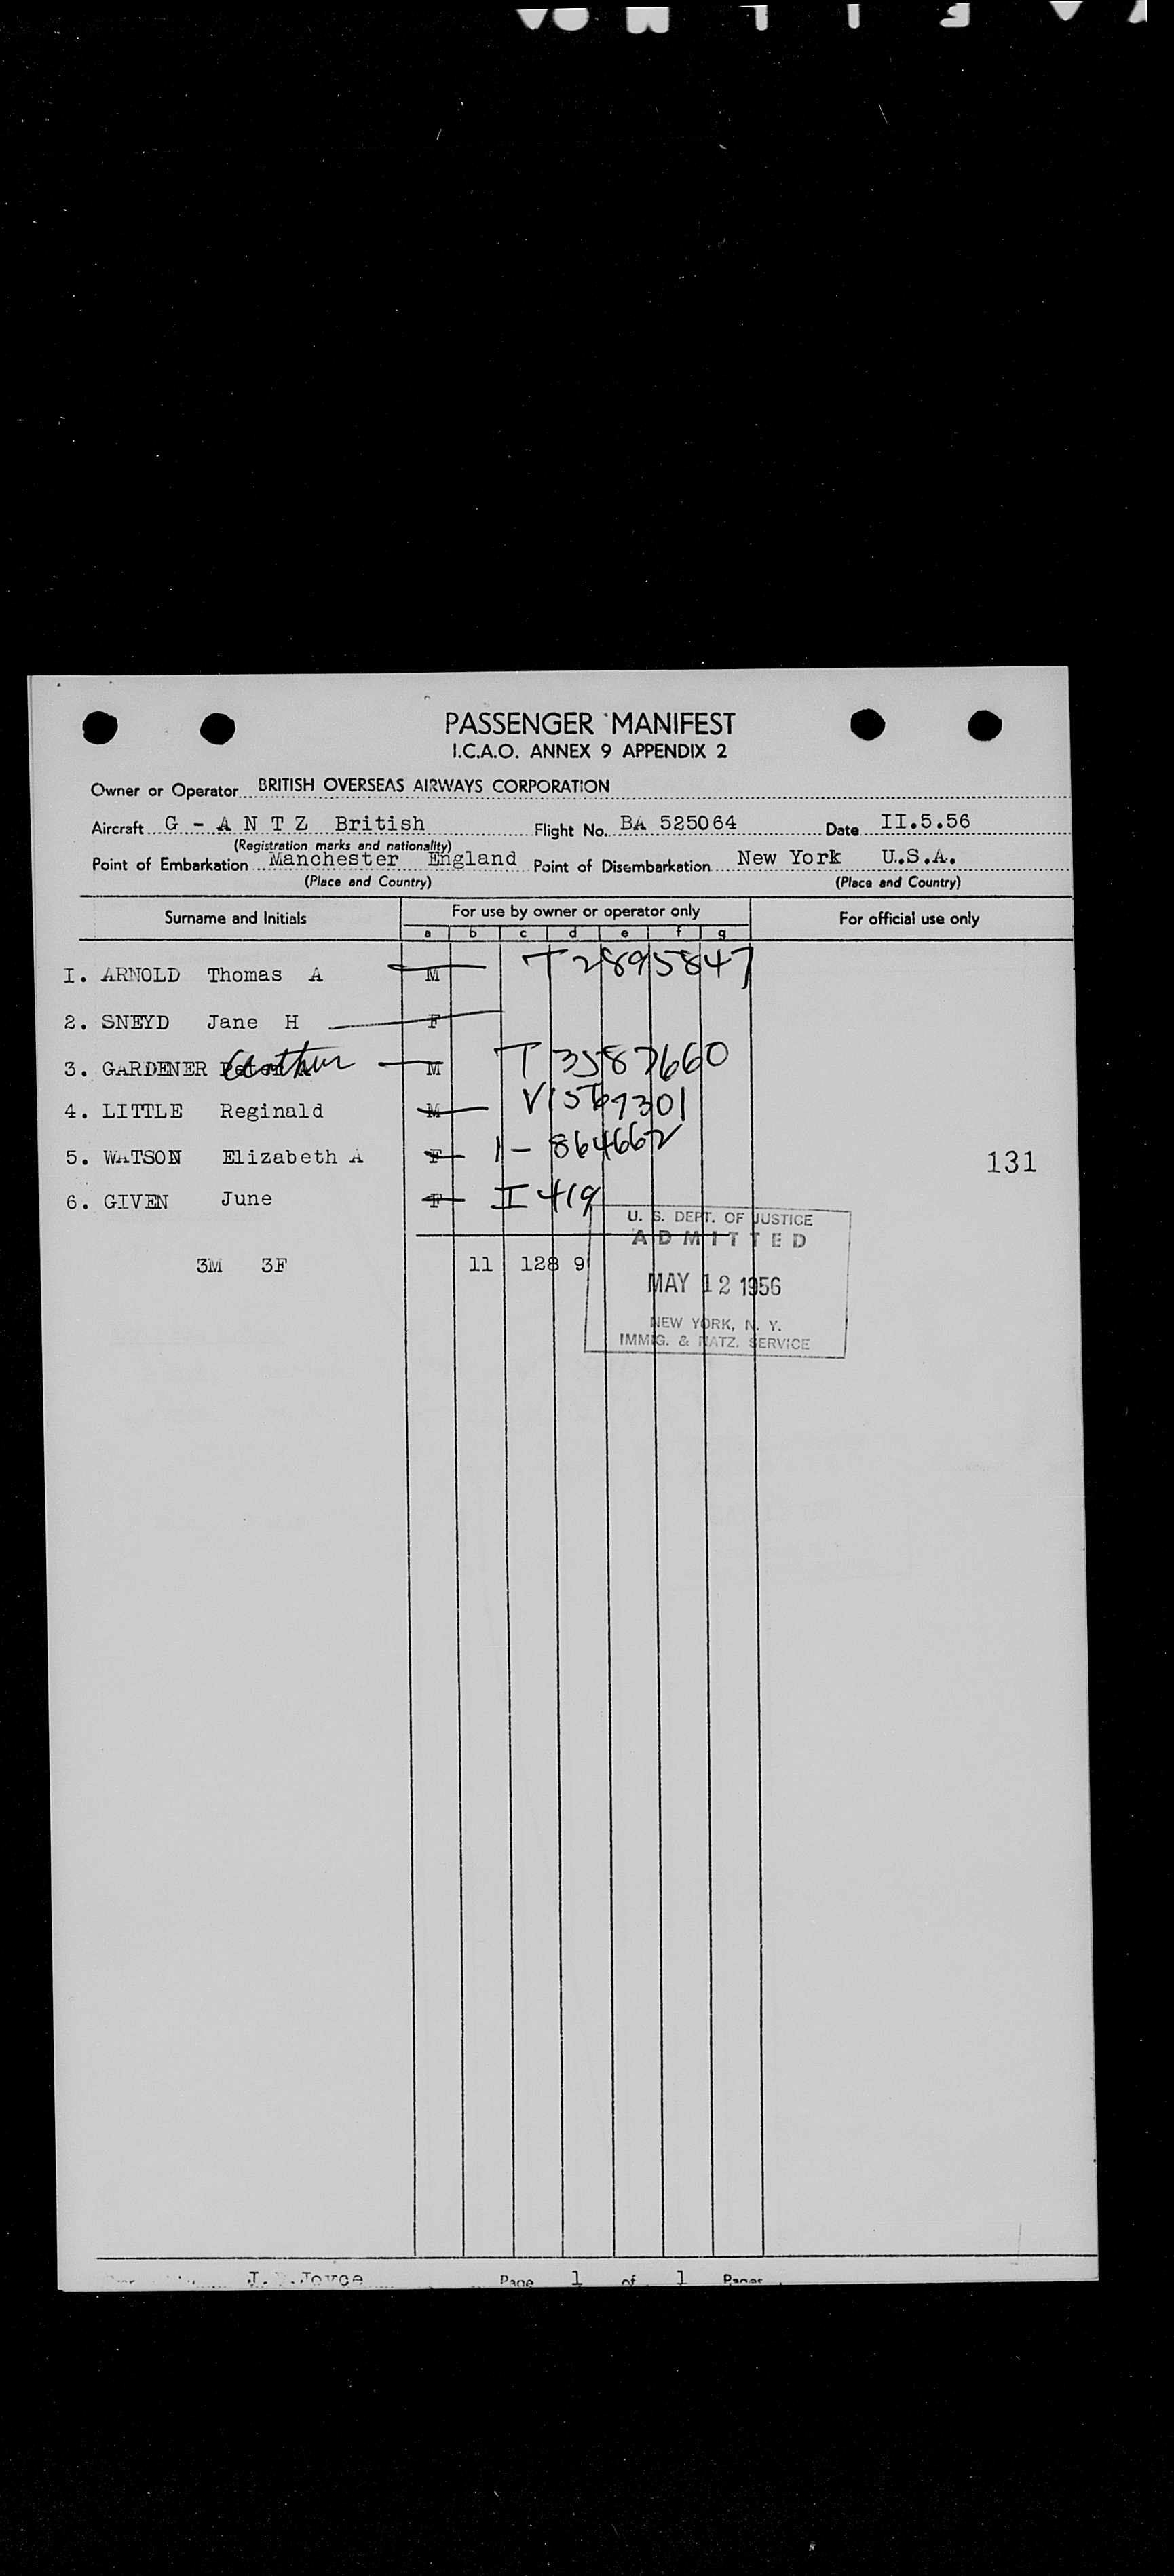 PASSENGER MANIFEST
I.C.A.O. ANNEX 9 APPENDIX 2
Owner or Operator BRITISH OVERSEAS AIRWAYS CORPORATION
Aircraft G - A N T Z British Flight No. BA 525064 Date II.5.56
(Registration marks and nationality)
Point of Embarkation Manchester England Point of Disembarkation New York U.S.A.
(Place and Country) (Place and Country)
Surname and Initials For use by owner or operator only For official use only
a b c d e f g
I. ARNOLD Thomas A M T 2895847
2. SNEYD Jane H F
3. GARDENER Arthur M T 3587660
4. LITTLE Reginald M V1567301
5. WATSON Elizabeth A F 1-864662
131
6. GIVEN June F I 419
U. S. DEPT. OF JUSTICE
ADMITTED
3M 3F 11 128 9
MAY 12 1956
NEW YORK, N. Y.
IMMIG. & NATZ. SERVICE
J. Joyce Page 1 of 1 Pages